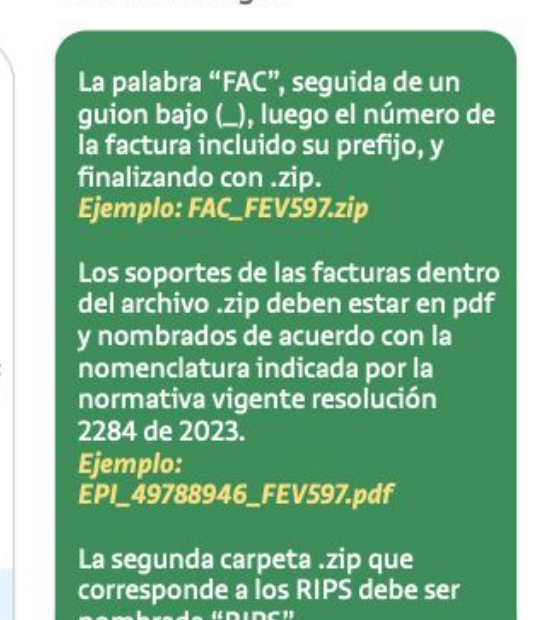 La palabra “FAC”, seguida de un
guion bajo (_), luego el número de
la factura incluido su prefijo, y
finalizando con .zip.
Ejemplo: FAC_FEV597.zip
Los soportes de las facturas dentro
del archivo .zip deben estar en pdf
y nombrados de acuerdo con la
nomenclatura indicada por la
normativa vigente resolución
2284 de 2023.
Ejemplo:
EPI_49788946_FEV597.pdf
La segunda carpeta .zip que
corresponde a los RIPS debe ser
nombrada “RIPS”